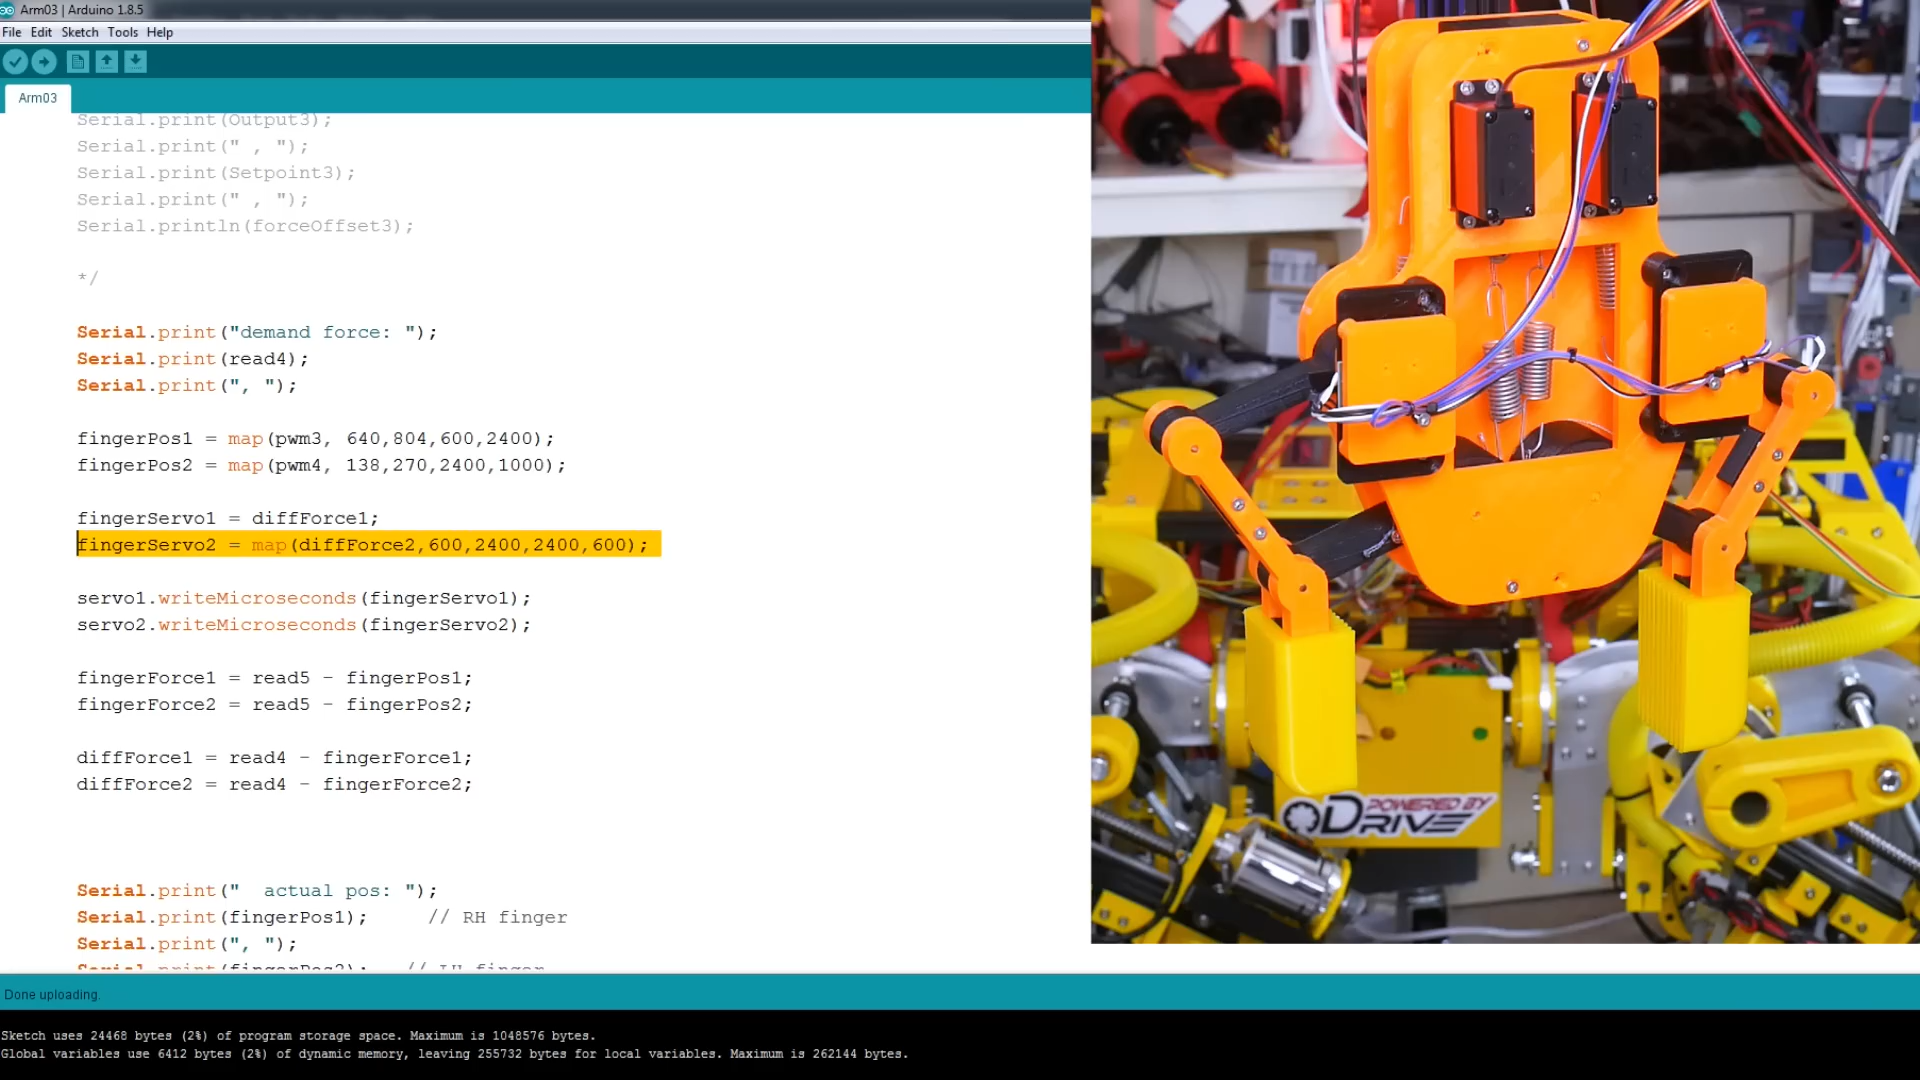 Arm03 | Arduino 1.8.5
File Edit Sketch Tools Help
Arm03
Serial.print(Output3);
Serial.print(" , ");
Serial.print(Setpoint3);
Serial.print(" , ");
Serial.println(forceOffset3);
*/
Serial.print("demand force: ");
Serial.print(read4);
Serial.print(", ");
fingerPos1 = map(pwm3, 640,804,600,2400);
fingerPos2 = map(pwm4, 138,270,2400,1000);
fingerServo1 = diffForce1;
fingerServo2 = map(diffForce2,600,2400,2400,600);
servo1.writeMicroseconds(fingerServo1);
servo2.writeMicroseconds(fingerServo2);
fingerForce1 = read5 - fingerPos1;
fingerForce2 = read5 - fingerPos2;
diffForce1 = read4 - fingerForce1;
diffForce2 = read4 - fingerForce2;
Serial.print("  actual pos: ");
Serial.print(fingerPos1);     // RH finger
Serial.print(", ");
Serial.print(fingerPos2);   // LH finger
Done uploading.
Sketch uses 24468 bytes (2%) of program storage space. Maximum is 1048576 bytes.
Global variables use 6412 bytes (2%) of dynamic memory, leaving 255732 bytes for local variables. Maximum is 262144 bytes.
POWERED BY
ODRIVE